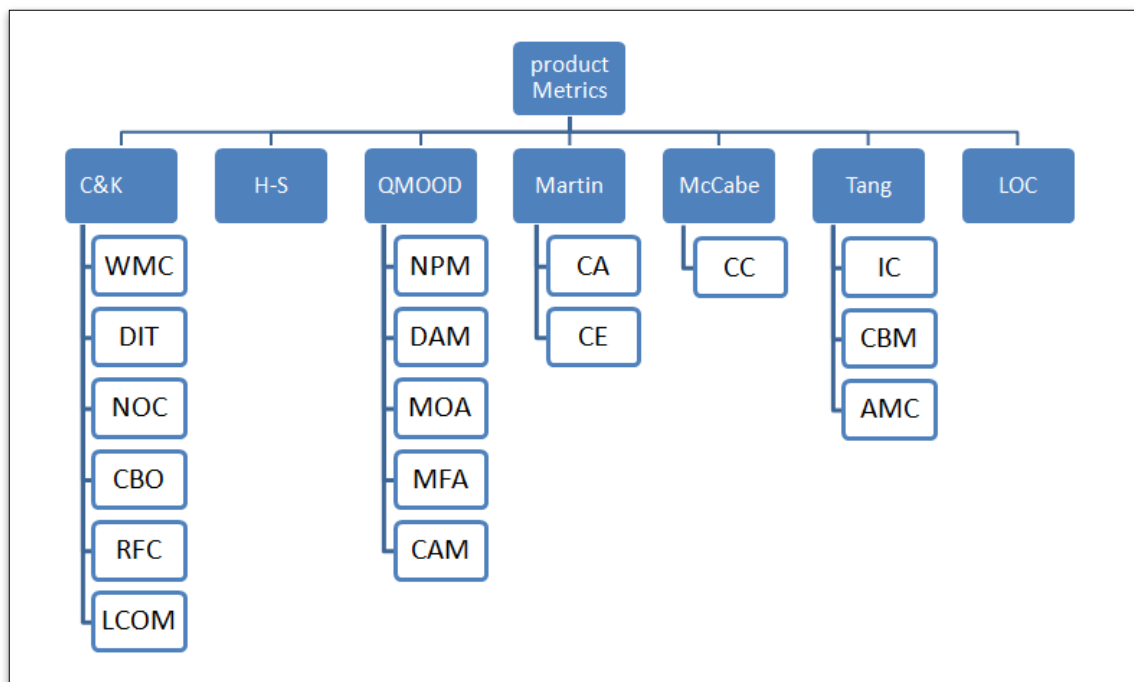 product
Metrics
C&K
H-S
QMOOD
Martin
McCabe
Tang
LOC
WMC
DIT
NOC
CBO
RFC
LCOM
NPM
DAM
MOA
MFA
CAM
CA
CE
CC
IC
CBM
AMC